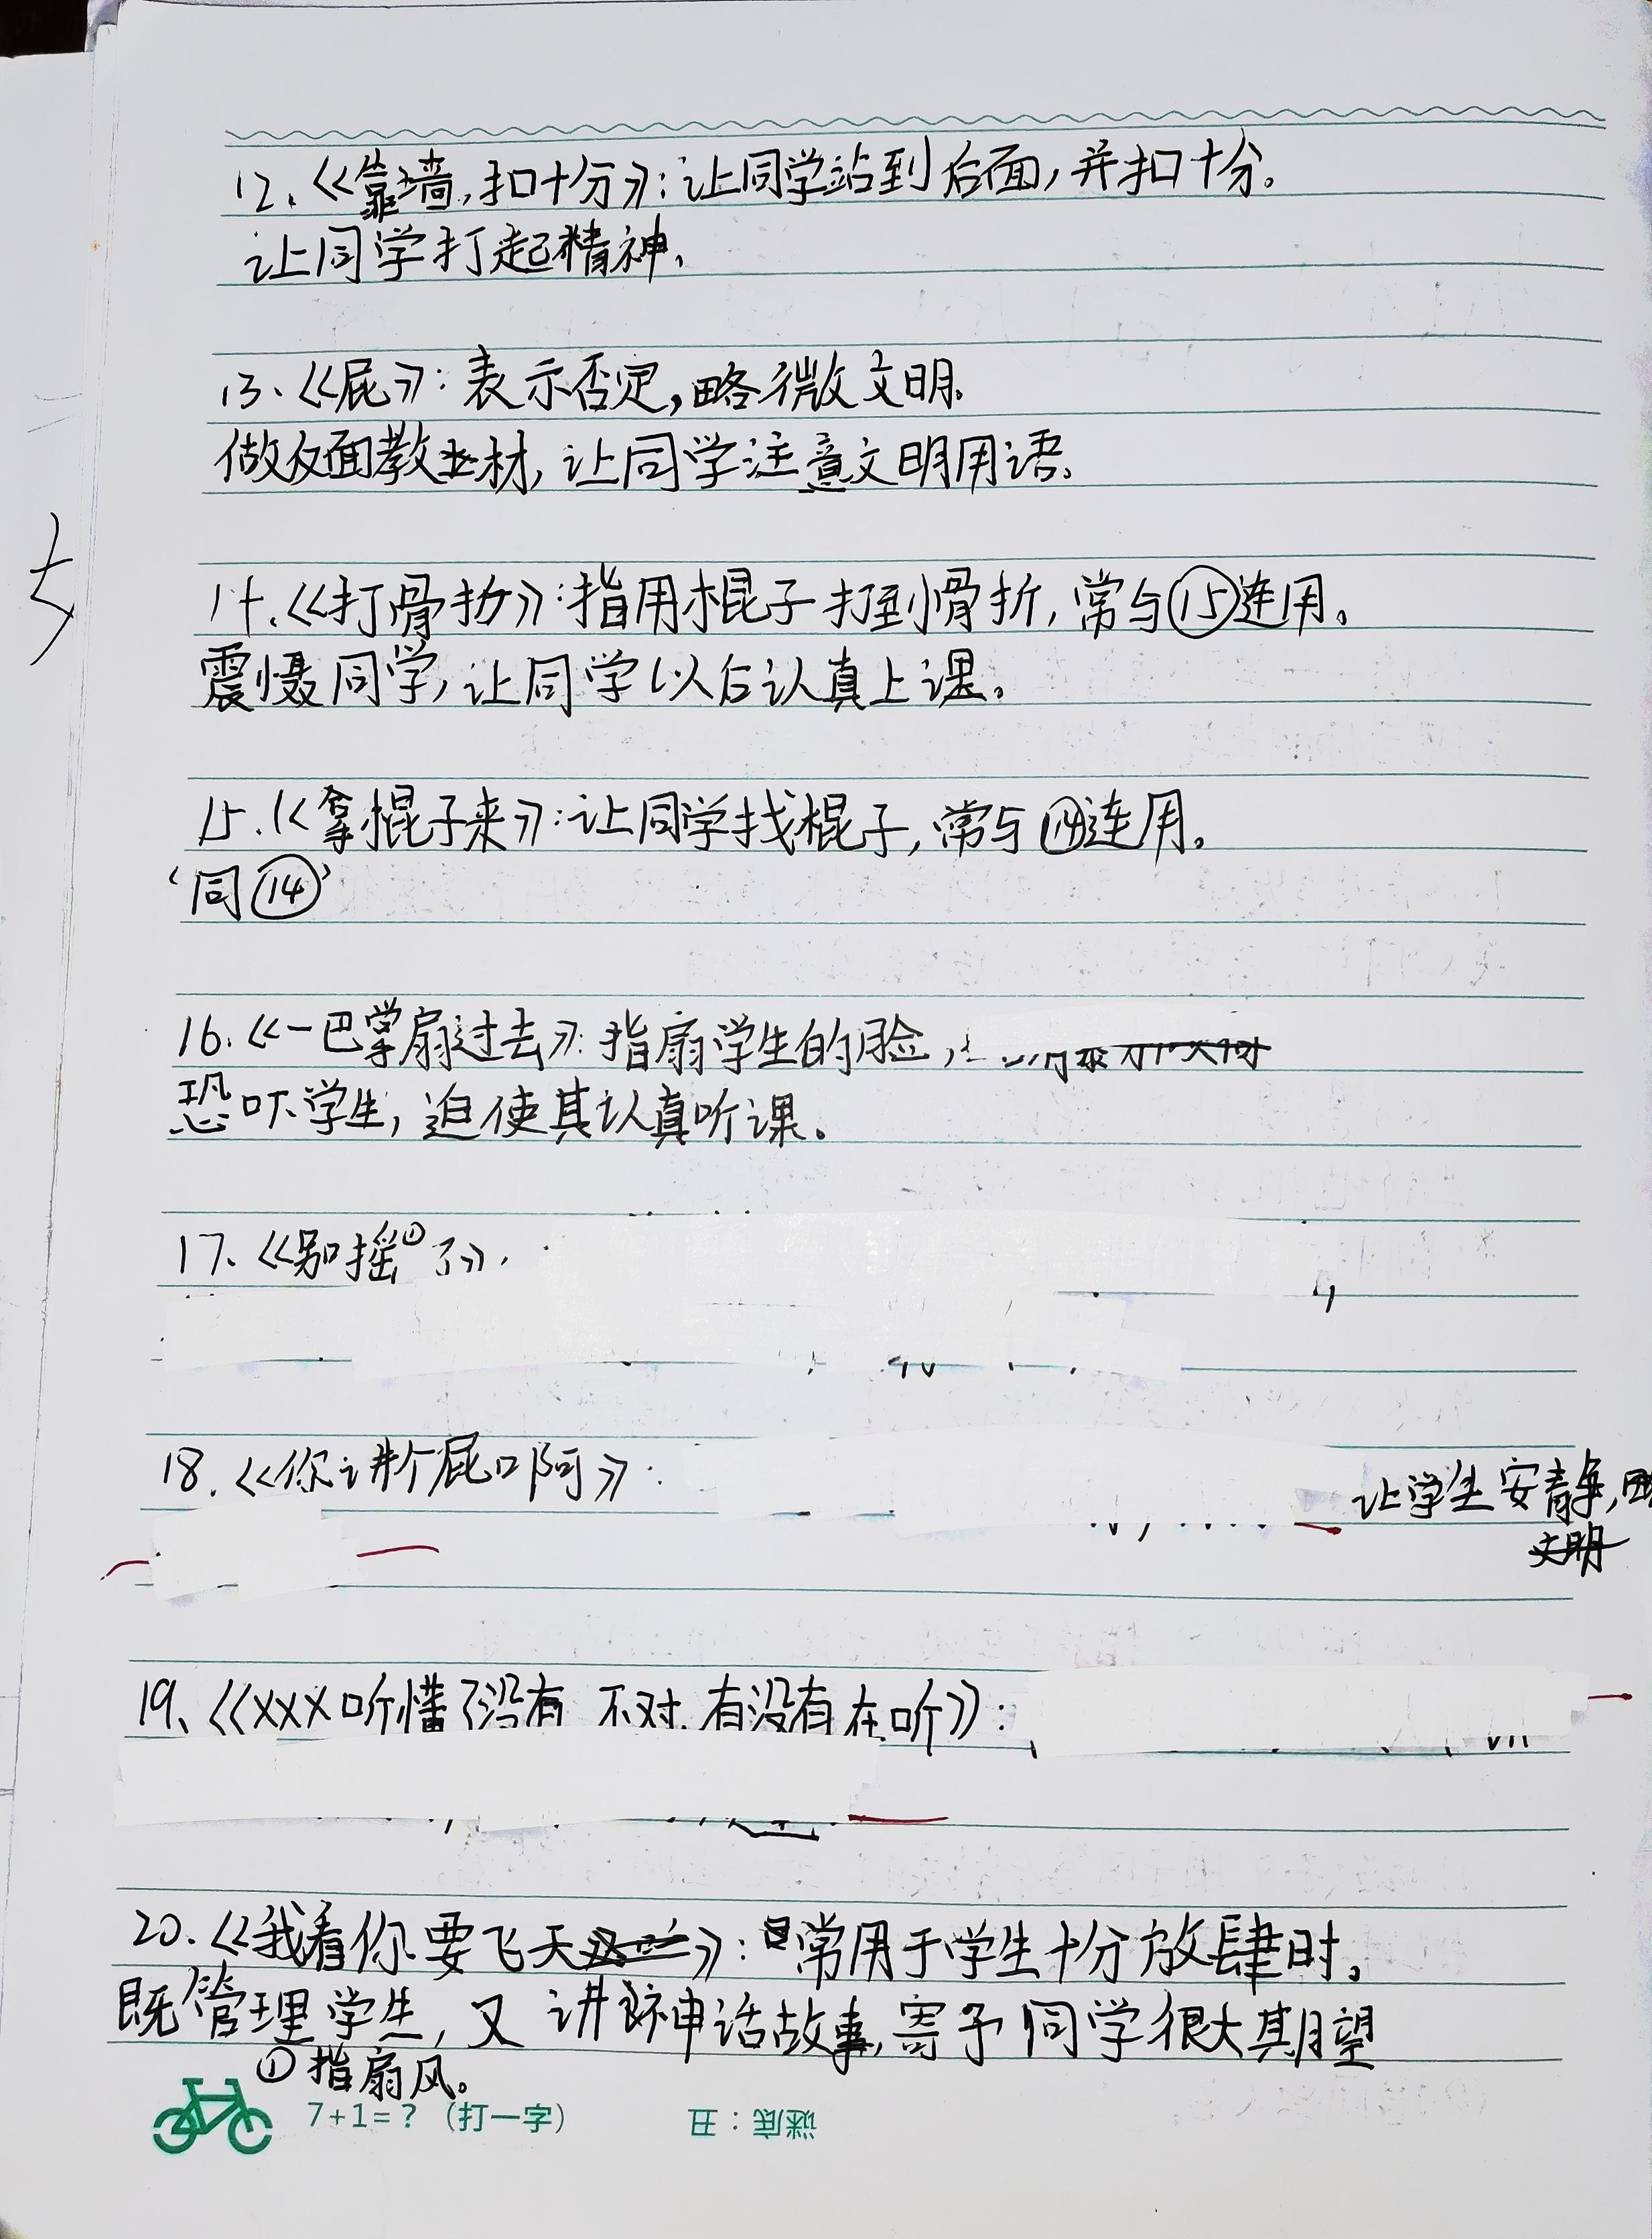 12、《靠墙,扣十分》:让同学站到后面,并扣十分。
让同学打起精神、
13、《屁》:表示否定,略微文明。
做反面教材,让同学注意文明用语。
14.《打骨折》:指用棍子打到骨折,常与⑮连用。
震慑同学,让同学以后认真上课。
15.《拿棍子来》:让同学找棍子,常与⑭连用。
‘同⑭’
16.《一巴掌扇过去》:指扇学生的脸,
恐吓学生,迫使其认真听课。
17、《别摇①了》
18.《你讲个屁啊》:
让学生安静,
文明
19、《XXX听懂了没有 不对.有没有在听》:
20.《我看你要飞天》:常用于学生十分放肆时。
既管理学生,又讲神话故事,寄予同学很大期望
①指扇风。
7+1=?(打一字) 谜底:旦